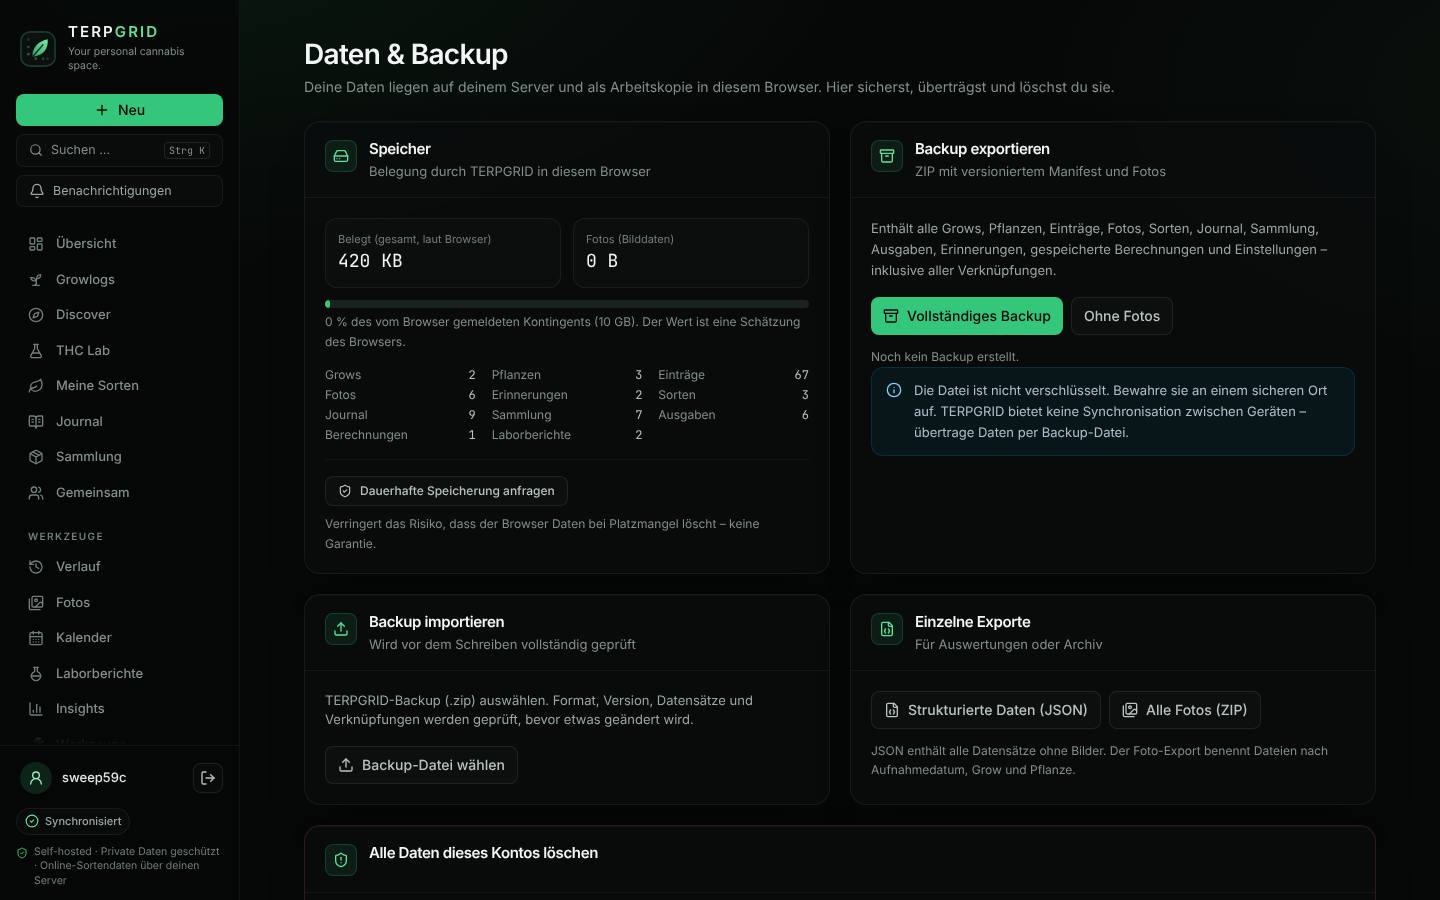 TERPGRID
Your personal cannabis
space.
Neu
Suchen ... Strg K
Benachrichtigungen
Übersicht
Growlogs
Discover
THC Lab
Meine Sorten
Journal
Sammlung
Gemeinsam
WERKZEUGE
Verlauf
Fotos
Kalender
Laborberichte
Insights
sweep59c
Synchronisiert
Self-hosted · Private Daten geschützt
· Online-Sortendaten über deinen
Server
Daten & Backup
Deine Daten liegen auf deinem Server und als Arbeitskopie in diesem Browser. Hier sicherst, überträgst und löschst du sie.
Speicher
Belegung durch TERPGRID in diesem Browser
Belegt (gesamt, laut Browser)
420 KB
Fotos (Bilddaten)
0 B
0 % des vom Browser gemeldeten Kontingents (10 GB). Der Wert ist eine Schätzung
des Browsers.
Grows 2 Pflanzen 3 Einträge 67
Fotos 6 Erinnerungen 2 Sorten 3
Journal 9 Sammlung 7 Ausgaben 6
Berechnungen 1 Laborberichte 2
Dauerhafte Speicherung anfragen
Verringert das Risiko, dass der Browser Daten bei Platzmangel löscht – keine
Garantie.
Backup exportieren
ZIP mit versioniertem Manifest und Fotos
Enthält alle Grows, Pflanzen, Einträge, Fotos, Sorten, Journal, Sammlung,
Ausgaben, Erinnerungen, gespeicherte Berechnungen und Einstellungen –
inklusive aller Verknüpfungen.
Vollständiges Backup
Ohne Fotos
Noch kein Backup erstellt.
Die Datei ist nicht verschlüsselt. Bewahre sie an einem sicheren Ort
auf. TERPGRID bietet keine Synchronisation zwischen Geräten –
übertrage Daten per Backup-Datei.
Backup importieren
Wird vor dem Schreiben vollständig geprüft
TERPGRID-Backup (.zip) auswählen. Format, Version, Datensätze und
Verknüpfungen werden geprüft, bevor etwas geändert wird.
Backup-Datei wählen
Einzelne Exporte
Für Auswertungen oder Archiv
Strukturierte Daten (JSON)
Alle Fotos (ZIP)
JSON enthält alle Datensätze ohne Bilder. Der Foto-Export benennt Dateien nach
Aufnahmedatum, Grow und Pflanze.
Alle Daten dieses Kontos löschen